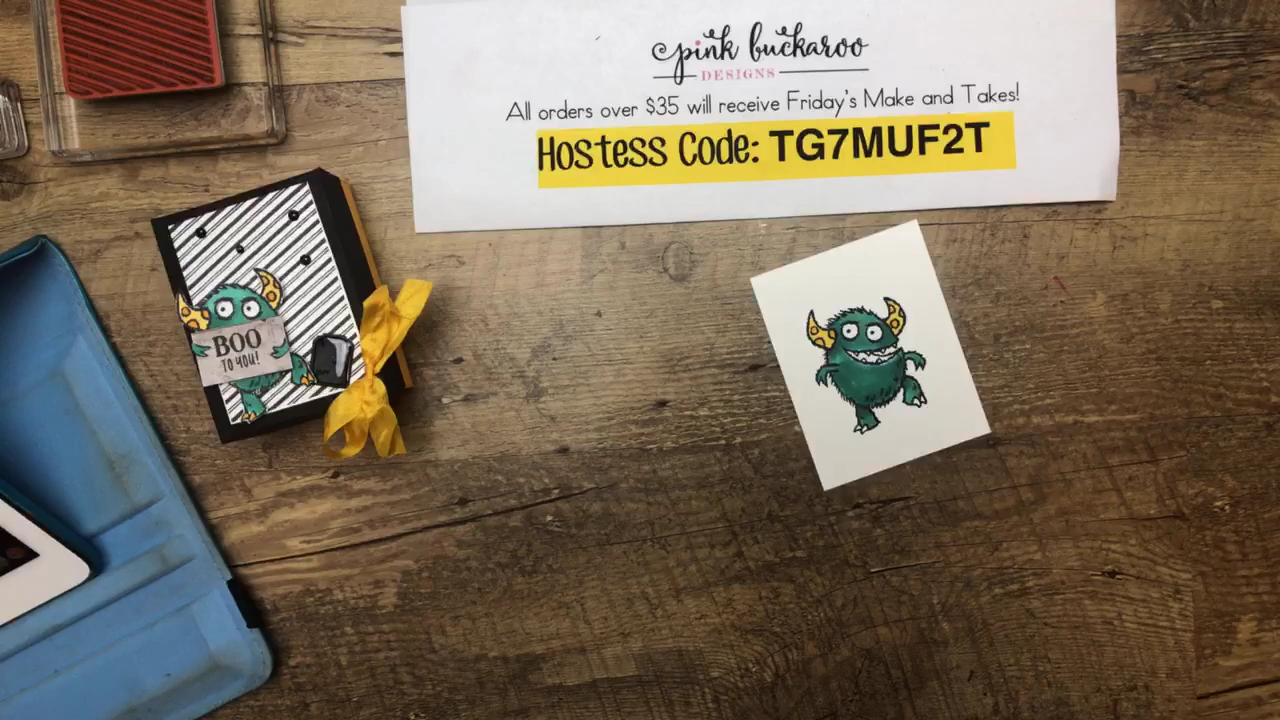 pink buckaroo
DESIGNS
All orders over $35 will receive Friday's Make and Takes!
Hostess Code: TG7MUF2T
BOO
TO YOU!